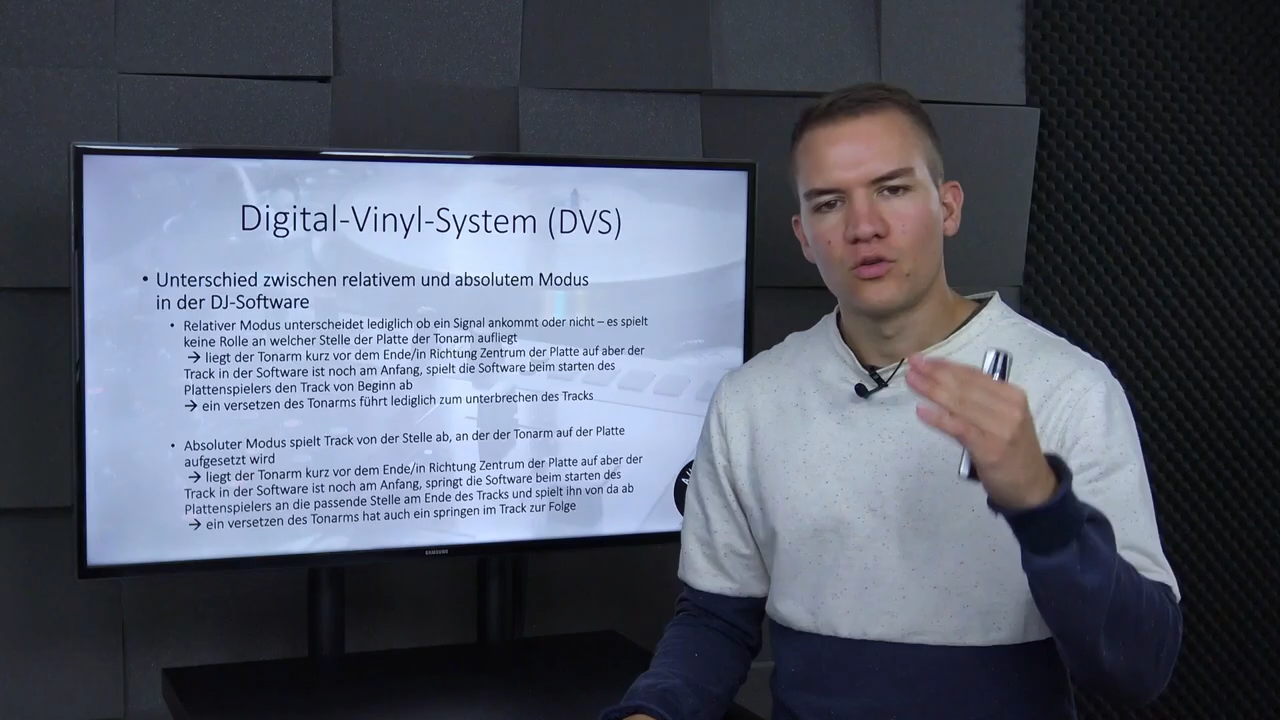 Digital-Vinyl-System (DVS)
• Unterschied zwischen relativem und absolutem Modus
in der DJ-Software
• Relativer Modus unterscheidet lediglich ob ein Signal ankommt oder nicht – es spielt
keine Rolle an welcher Stelle der Platte der Tonarm aufliegt
→ liegt der Tonarm kurz vor dem Ende/in Richtung Zentrum der Platte auf aber der
Track in der Software ist noch am Anfang, spielt die Software beim starten des
Plattenspielers den Track von Beginn ab
→ ein versetzen des Tonarms führt lediglich zum unterbrechen des Tracks
• Absoluter Modus spielt Track von der Stelle ab, an der der Tonarm auf der Platte
aufgesetzt wird
→ liegt der Tonarm kurz vor dem Ende/in Richtung Zentrum der Platte auf aber der
Track in der Software ist noch am Anfang, springt die Software beim starten des
Plattenspielers an die passende Stelle am Ende des Tracks und spielt ihn von da ab
→ ein versetzen des Tonarms hat auch ein springen im Track zur Folge
SAMSUNG